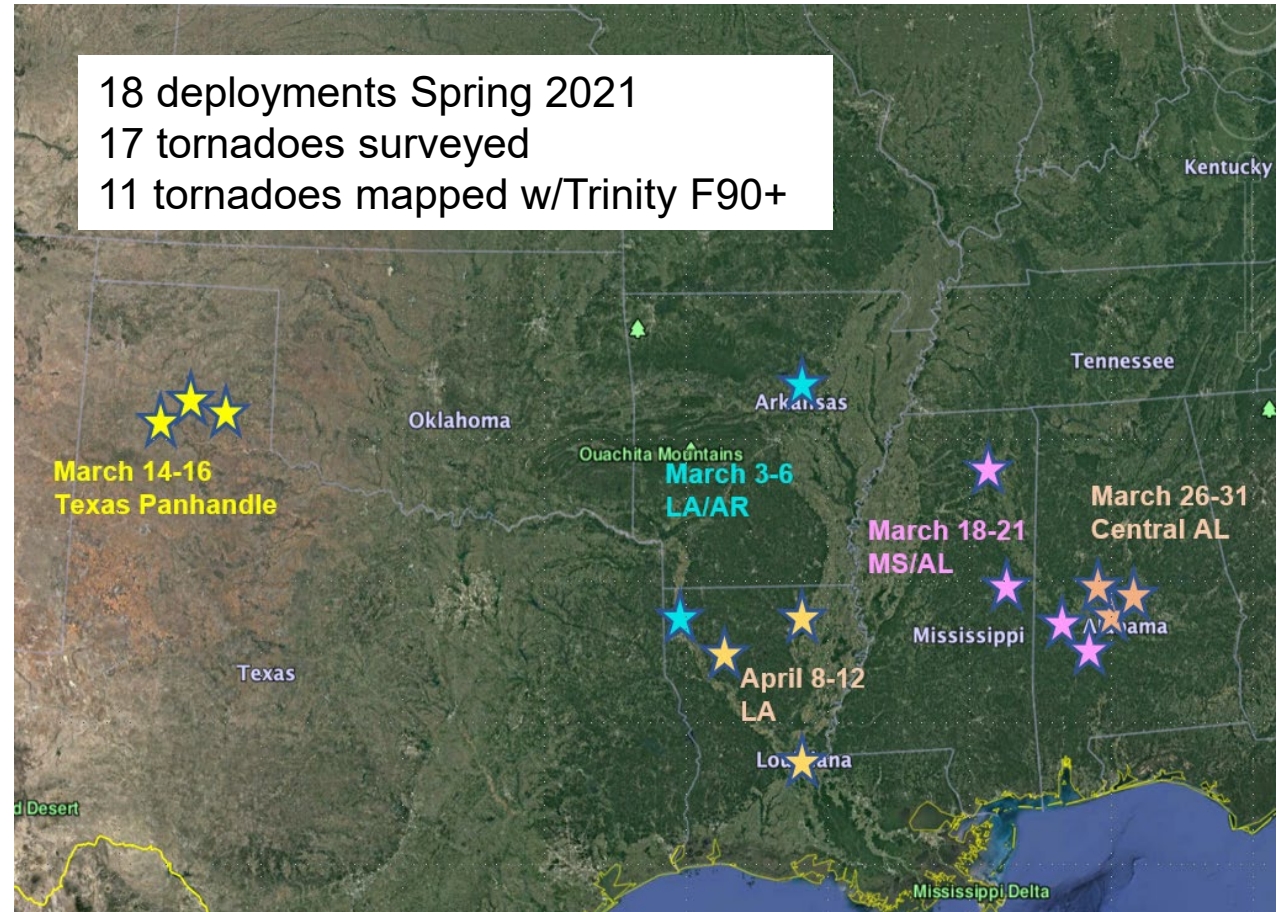 18 deployments Spring 2021
17 tornadoes surveyed
11 tornadoes mapped w/Trinity F90+
Kentucky
Tennessee
Arkansas
Oklahoma
Ouachita Mountains
March 14-16
Texas Panhandle
March 3-6
LA/AR
March 26-31
Central AL
March 18-21
MS/AL
Mississippi
Alabama
Texas
April 8-12
LA
Louisiana
d Desert
Mississippi Delta